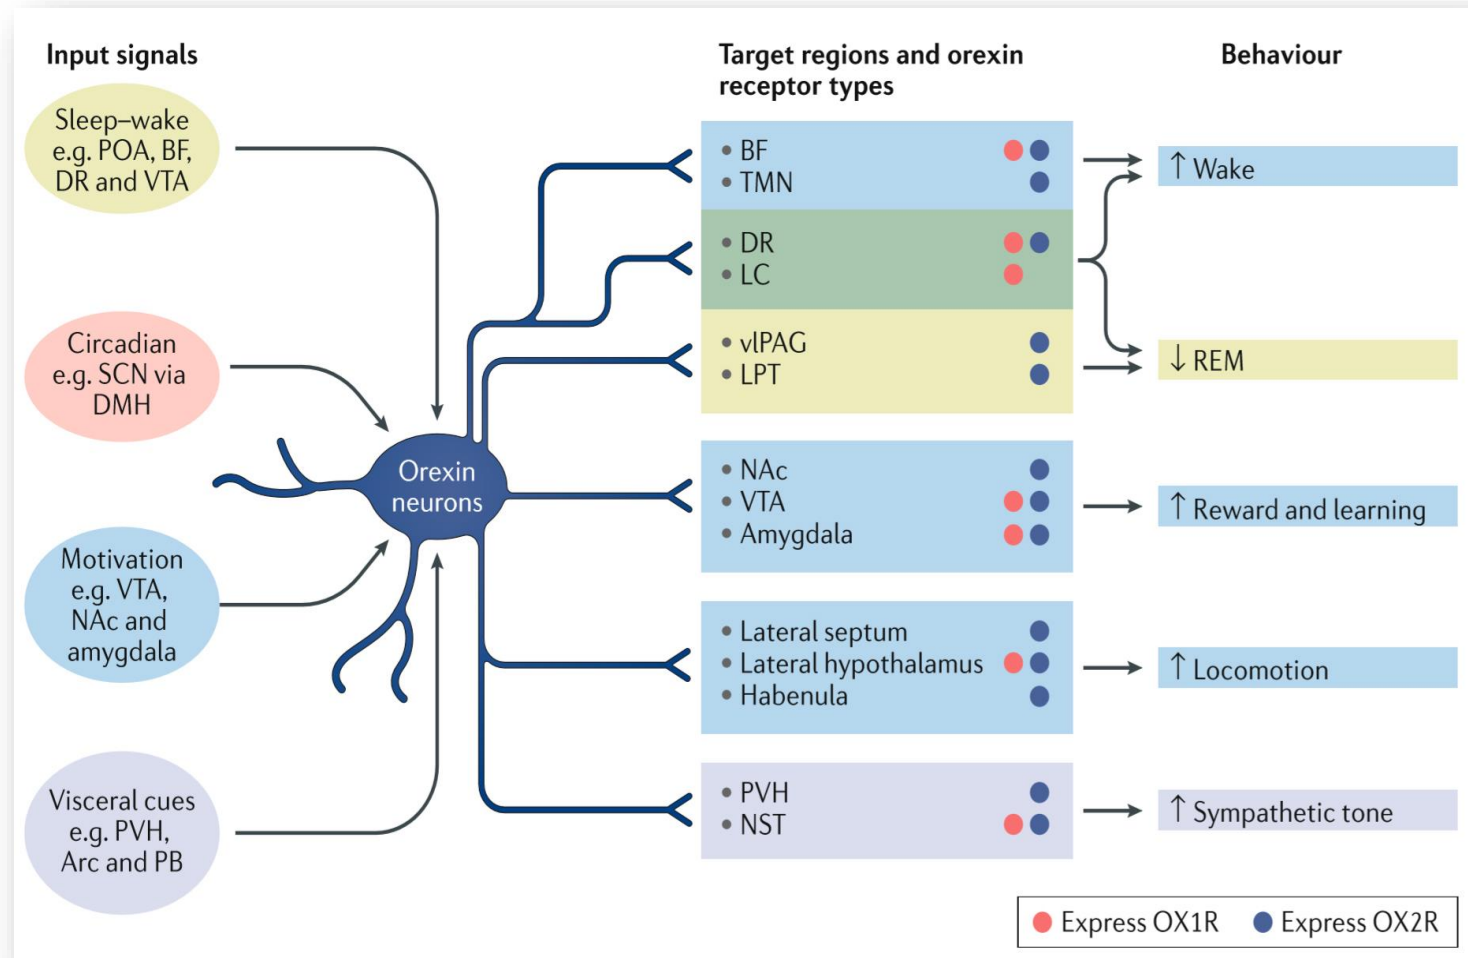 Input signals
Sleep–wake
e.g. POA, BF,
DR and VTA
Circadian
e.g. SCN via
DMH
Motivation
e.g. VTA,
NAc and
amygdala
Visceral cues
e.g. PVH,
Arc and PB
Orexin
neurons
Target regions and orexin
receptor types
• BF
• TMN
• DR
• LC
• vlPAG
• LPT
• NAc
• VTA
• Amygdala
• Lateral septum
• Lateral hypothalamus
• Habenula
• PVH
• NST
Behaviour
↑ Wake
↓ REM
↑ Reward and learning
↑ Locomotion
↑ Sympathetic tone
Express OX1R
Express OX2R